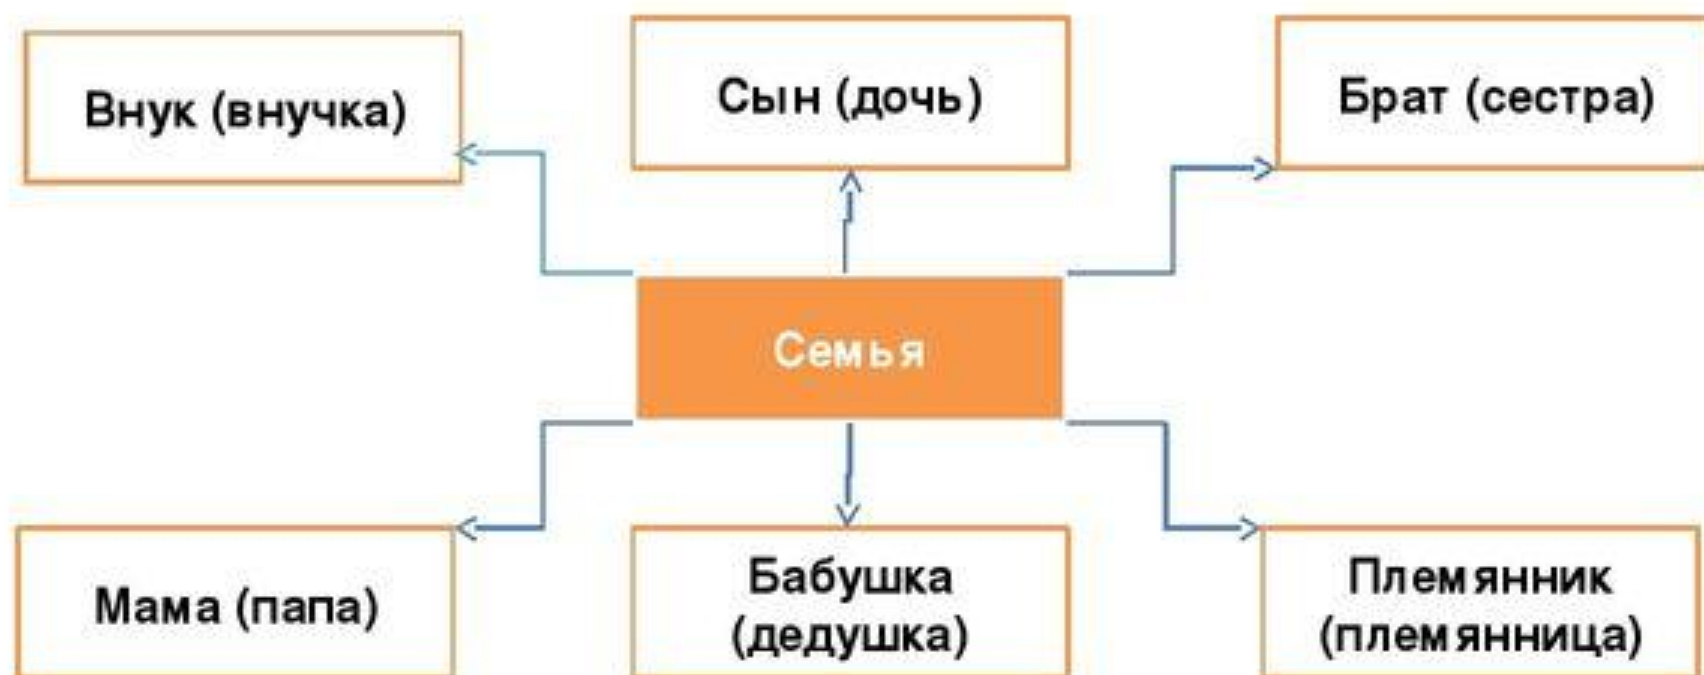 Внук (внучка)
Сын (дочь)
Брат (сестра)
Семья
Мама (папа)
Бабушка
(дедушка)
Племянник
(племянница)